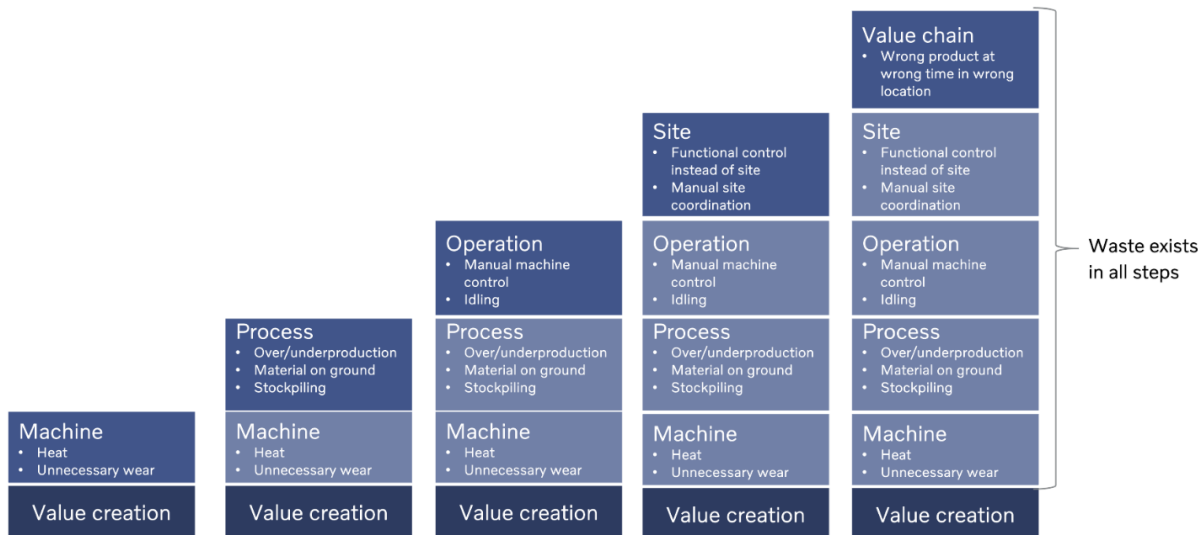 Machine
• Heat
• Unnecessary wear
Value creation
Process
• Over/underproduction
• Material on ground
• Stockpiling
Machine
• Heat
• Unnecessary wear
Value creation
Operation
• Manual machine
control
• Idling
Process
• Over/underproduction
• Material on ground
• Stockpiling
Machine
• Heat
• Unnecessary wear
Value creation
Site
• Functional control
instead of site
• Manual site
coordination
Operation
• Manual machine
control
• Idling
Process
• Over/underproduction
• Material on ground
• Stockpiling
Machine
• Heat
• Unnecessary wear
Value creation
Value chain
• Wrong product at
wrong time in wrong
location
Site
• Functional control
instead of site
• Manual site
coordination
Operation
• Manual machine
control
• Idling
Process
• Over/underproduction
• Material on ground
• Stockpiling
Machine
• Heat
• Unnecessary wear
Value creation
Waste exists
in all steps